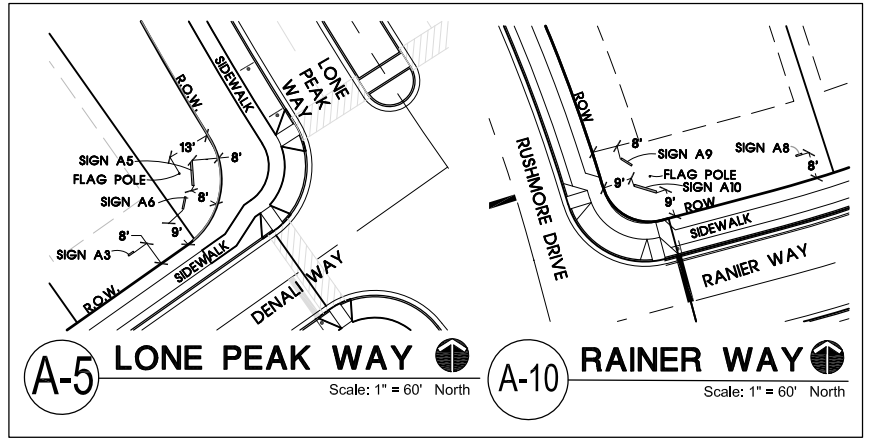 LONE
PEAK
WAY
SIDEWALK
R.O.W.
13'
8'
SIGN A5
FLAG POLE
SIGN A6
8'
9'
8'
SIGN A3
SIDEWALK
R.O.W.
DENALI WAY
A-5
LONE PEAK WAY
Scale: 1" = 60' North
ROW
RUSHMORE DRIVE
8'
SIGN A9
SIGN A8
8'
FLAG POLE
9'
SIGN A10
9'
ROW
SIDEWALK
RANIER WAY
A-10
RAINER WAY
Scale: 1" = 60' North